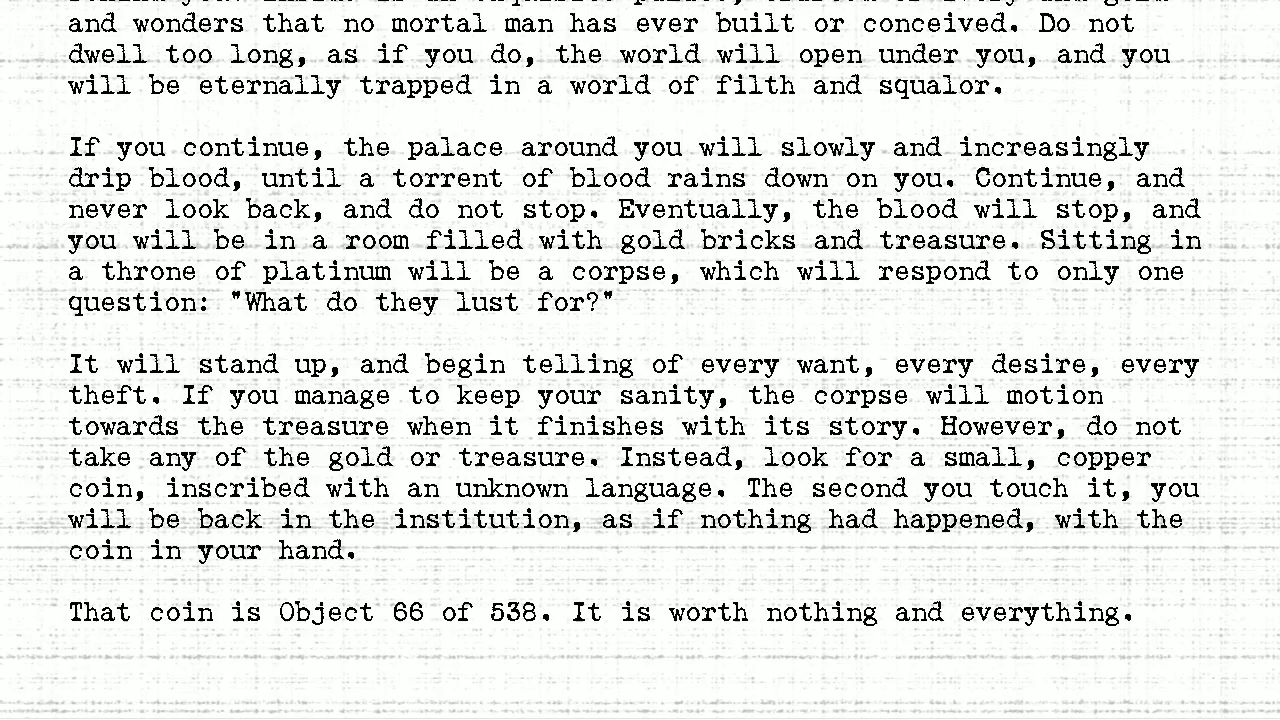 and wonders that no mortal man has ever built or conceived. Do not
dwell too long, as if you do, the world will open under you, and you
will be eternally trapped in a world of filth and squalor.
If you continue, the palace around you will slowly and increasingly
drip blood, until a torrent of blood rains down on you. Continue, and
never look back, and do not stop. Eventually, the blood will stop, and
you will be in a room filled with gold bricks and treasure. Sitting in
a throne of platinum will be a corpse, which will respond to only one
question: "What do they lust for?"
It will stand up, and begin telling of every want, every desire, every
theft. If you manage to keep your sanity, the corpse will motion
towards the treasure when it finishes with its story. However, do not
take any of the gold or treasure. Instead, look for a small, copper
coin, inscribed with an unknown language. The second you touch it, you
will be back in the institution, as if nothing had happened, with the
coin in your hand.
That coin is Object 66 of 538. It is worth nothing and everything.